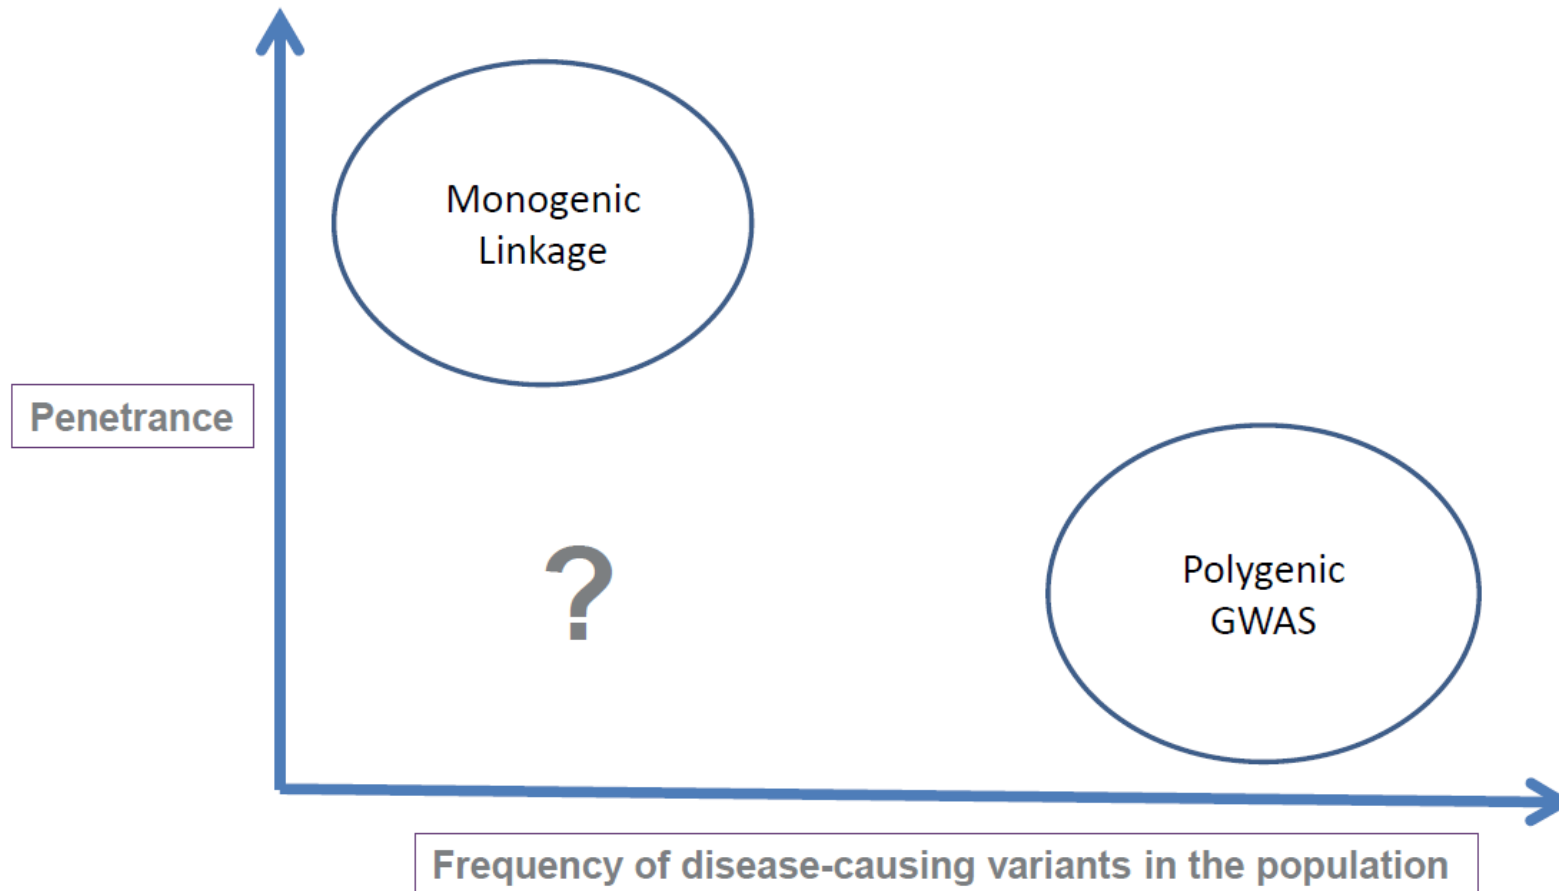 Monogenic
Linkage
Penetrance
?
Polygenic
GWAS
Frequency of disease-causing variants in the population